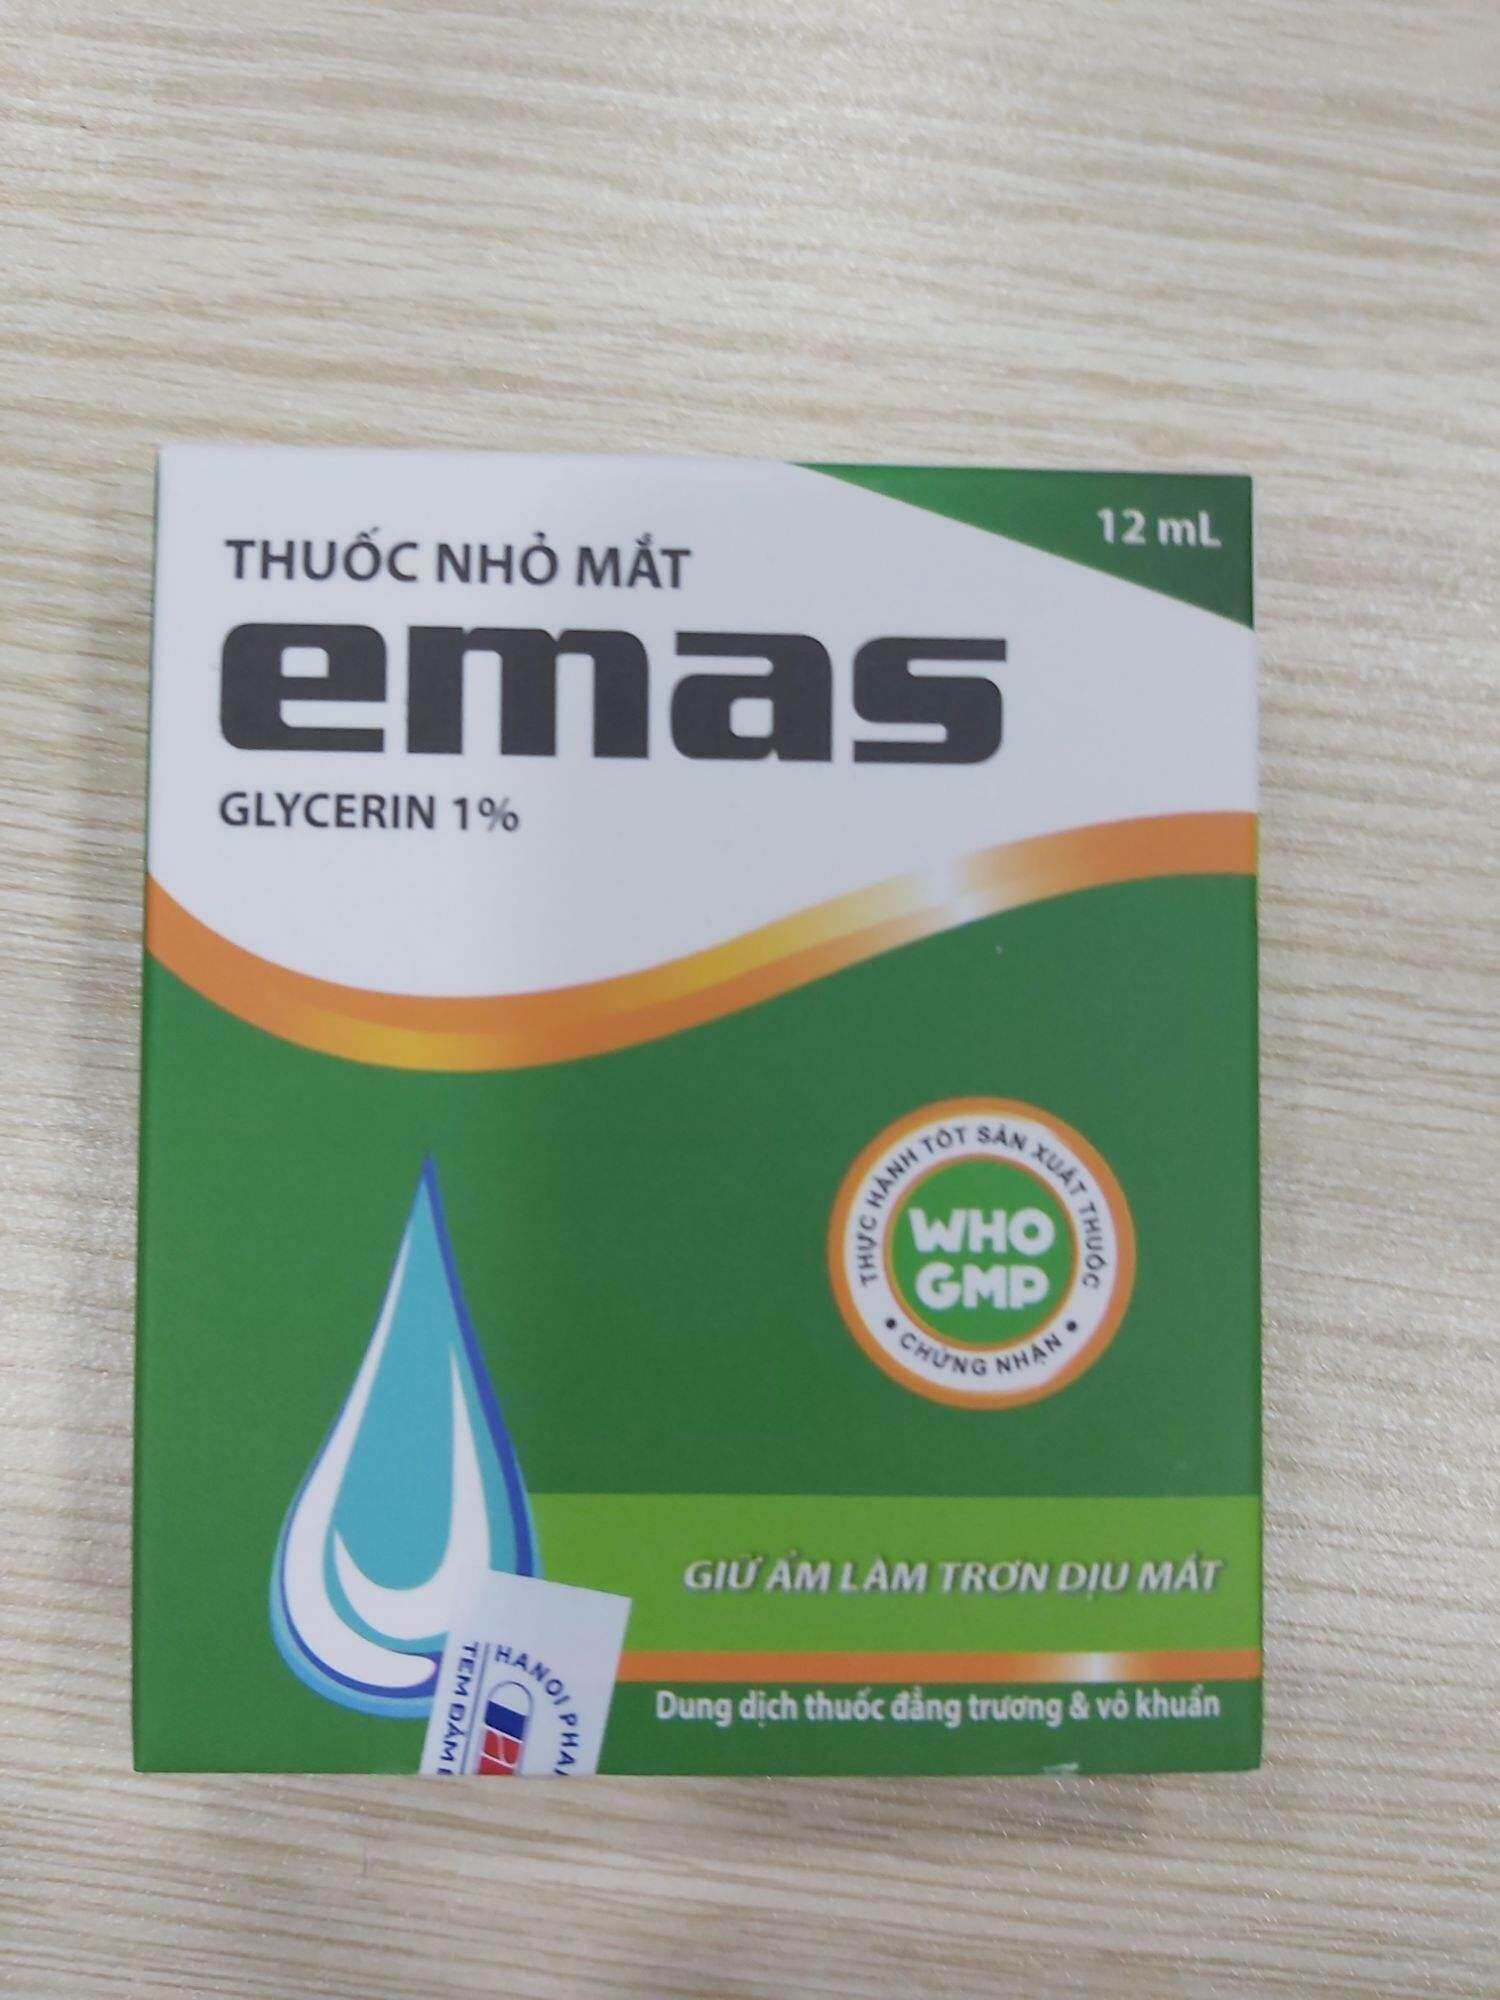 12 mL
THUỐC NHỎ MẮT
emas
GLYCERIN 1%
THỰC HÀNH TỐT SẢN XUẤT THUỐC
WHO
GMP
• CHỨNG NHẬN •
GIỮ ẨM LÀM TRƠN DỊU MẮT
Dung dịch thuốc đẳng trương & vô khuẩn
HANOI PHA
TEM ĐẢM